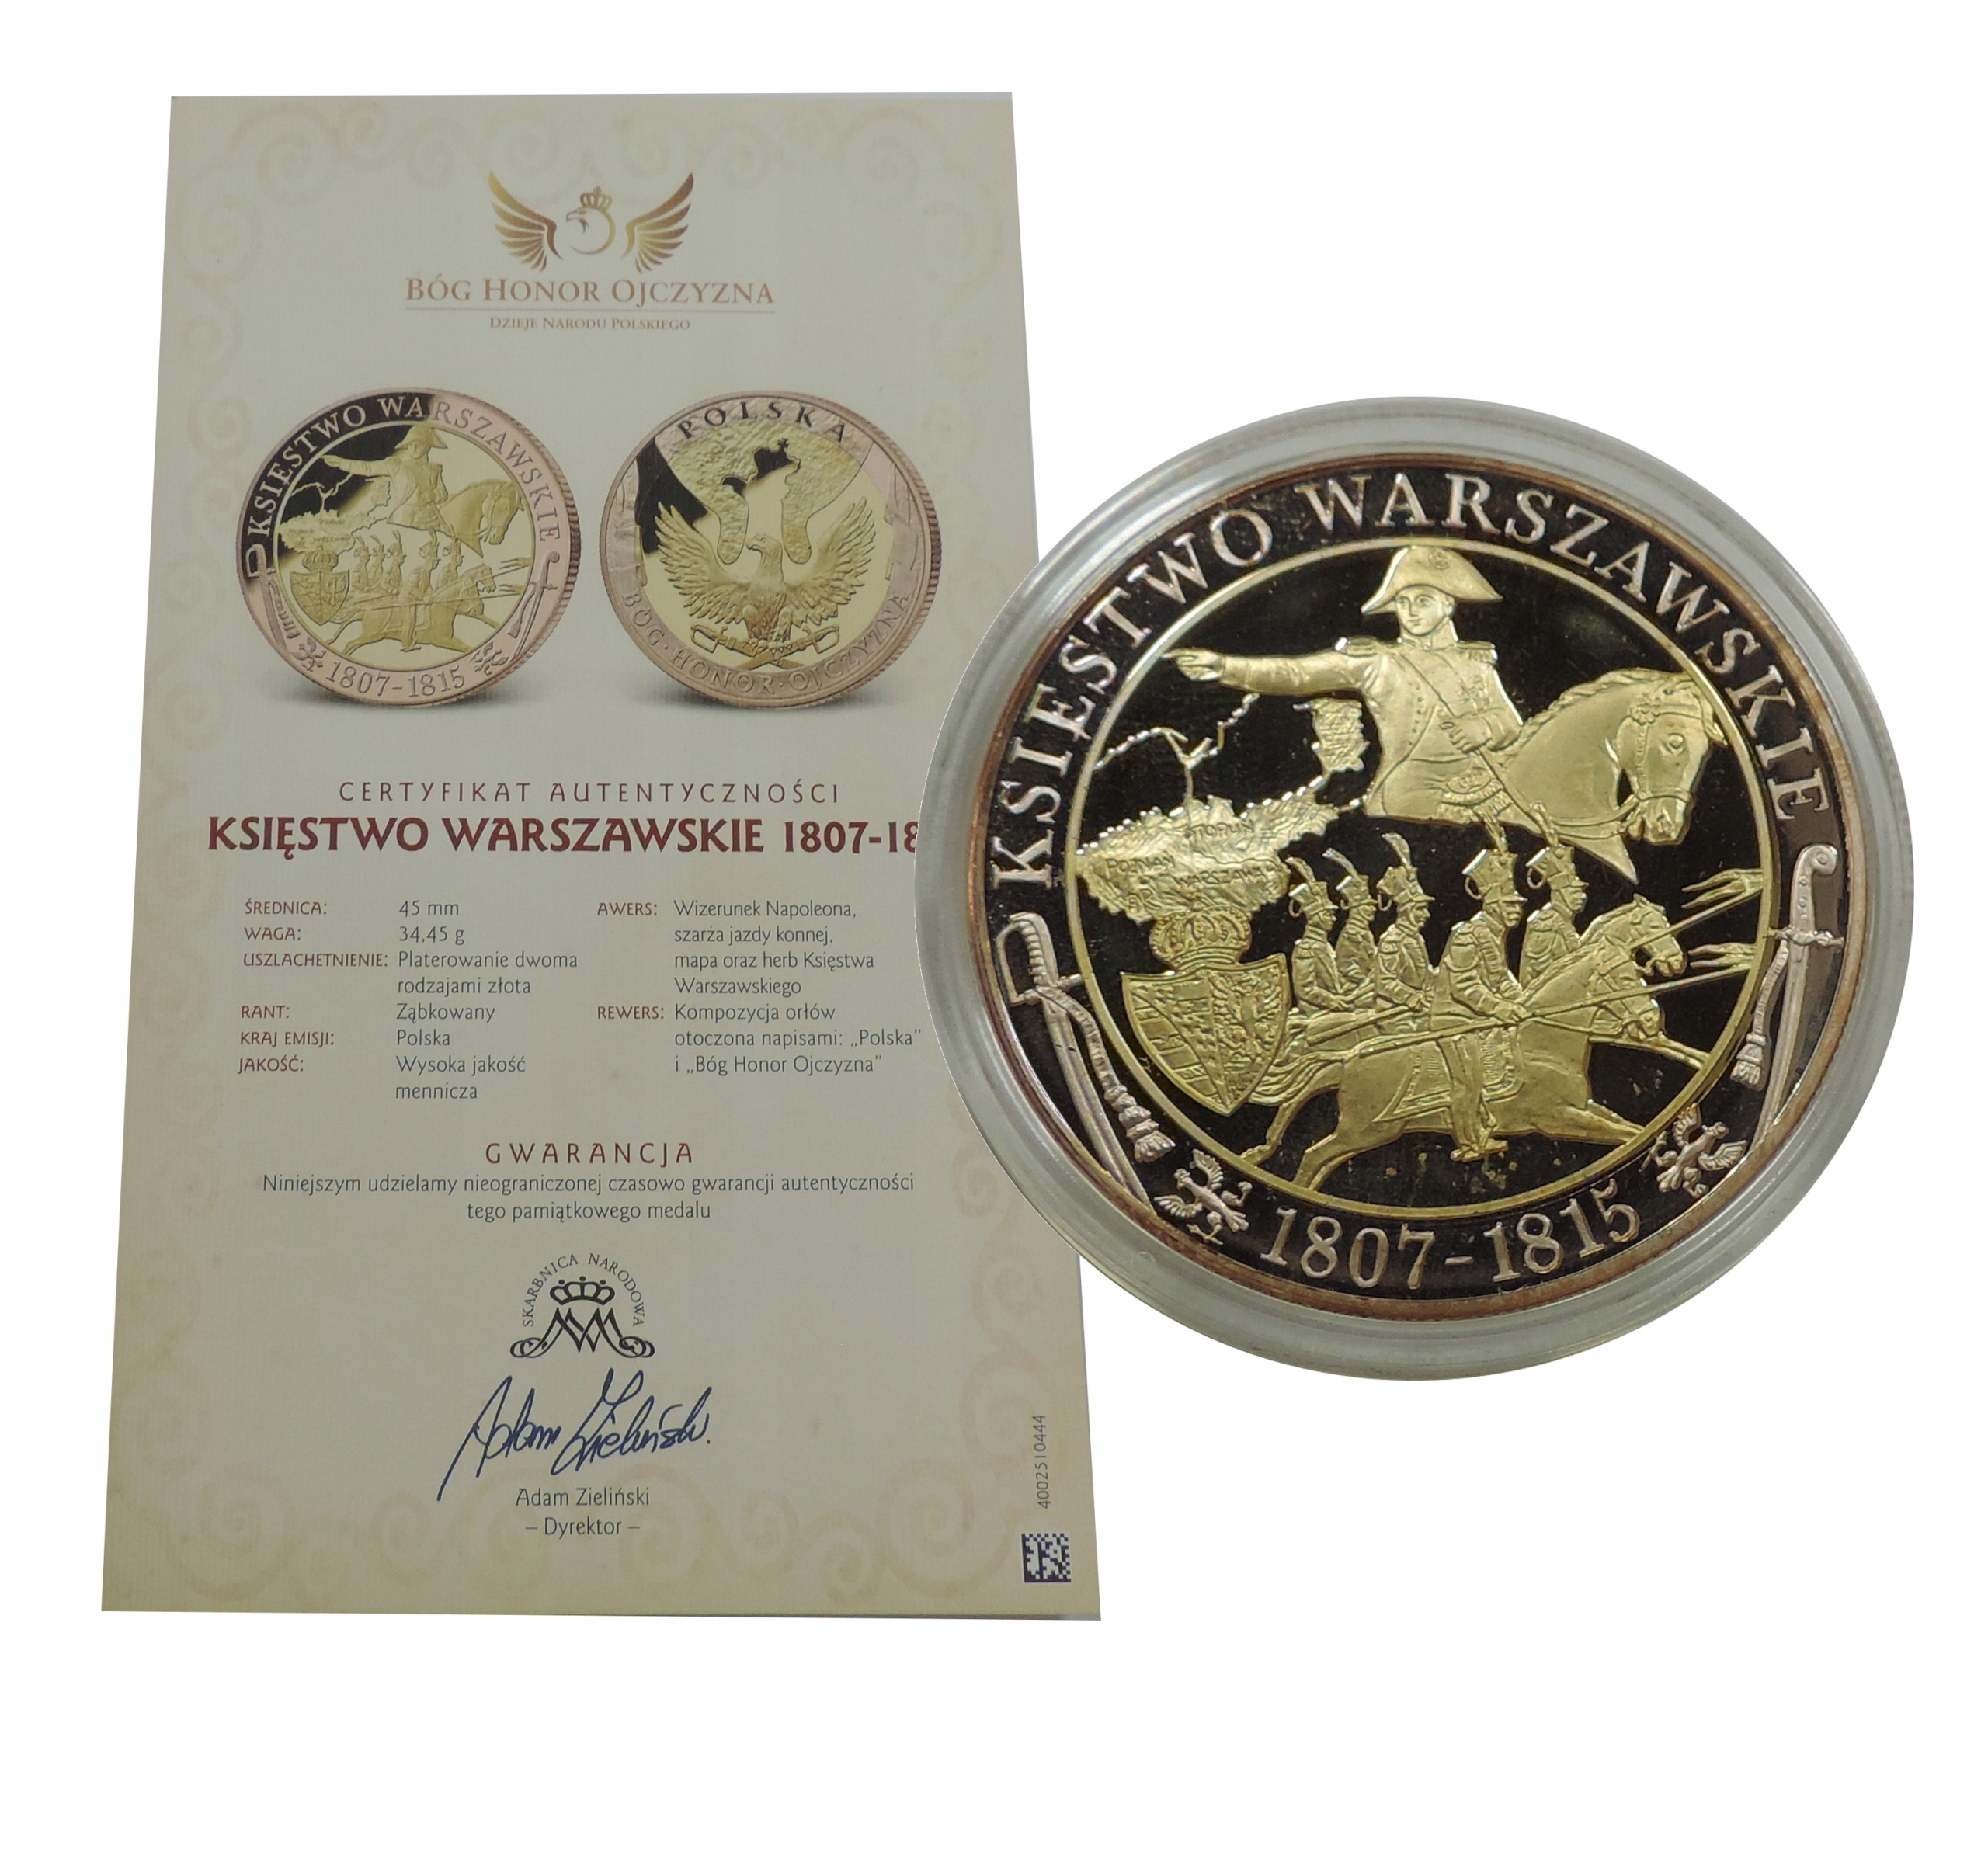 BÓG HONOR OJCZYZNA
DZIEJE NARODU POLSKIEGO
KSIĘSTWO WARSZAWSKIE
1807-1815
POLSKA
BÓG · HONOR · OJCZYZNA
CERTYFIKAT AUTENTYCZNOŚCI
KSIĘSTWO WARSZAWSKIE 1807-18
ŚREDNICA: 45 mm
WAGA: 34,45 g
USZLACHETNIENIE: Platerowanie dwoma
rodzajami złota
RANT: Ząbkowany
KRAJ EMISJI: Polska
JAKOŚĆ: Wysoka jakość
mennicza
AWERS: Wizerunek Napoleona,
szarża jazdy konnej,
mapa oraz herb Księstwa
Warszawskiego
REWERS: Kompozycja orłów
otoczona napisami: „Polska”
i „Bóg Honor Ojczyzna”
GWARANCJA
Niniejszym udzielamy nieograniczonej czasowo gwarancji autentyczności
tego pamiątkowego medalu
SKARBNICA NARODOWA
Adam Zieliński
Adam Zieliński
– Dyrektor –
4002510444
KSIĘSTWO WARSZAWSKIE
TORUŃ
POZNAŃ
WARSZAWA
1807-1815